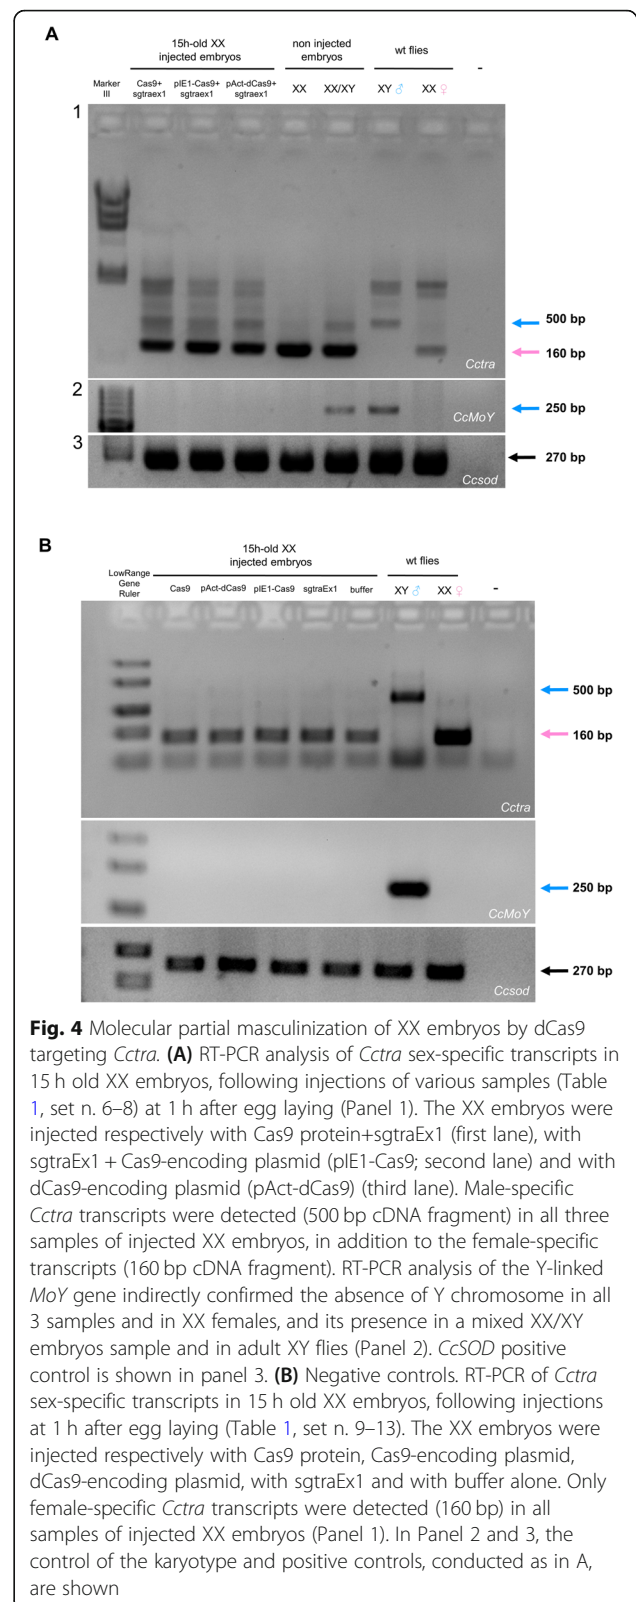 A
15h-old XX
injected embryos
non injected
embryos
wt flies
Marker
III
Cas9+
sgtraex1
pIE1-Cas9+
sgtraex1
pAct-dCas9+
sgtraex1
XX
XX/XY
XY ♂
XX ♀
-
1
500 bp
160 bp
Cctra
2
250 bp
CcMoY
3
270 bp
Ccsod
B
15h-old XX
injected embryos
wt flies
LowRange
Gene
Ruler
Cas9
pAct-dCas9
pIE1-Cas9
sgtraEx1
buffer
XY ♂
XX ♀
-
500 bp
160 bp
Cctra
250 bp
CcMoY
270 bp
Ccsod
Fig. 4 Molecular partial masculinization of XX embryos by dCas9
targeting Cctra. (A) RT-PCR analysis of Cctra sex-specific transcripts in
15 h old XX embryos, following injections of various samples (Table
1, set n. 6–8) at 1 h after egg laying (Panel 1). The XX embryos were
injected respectively with Cas9 protein+sgtraEx1 (first lane), with
sgtraEx1 + Cas9-encoding plasmid (pIE1-Cas9; second lane) and with
dCas9-encoding plasmid (pAct-dCas9) (third lane). Male-specific
Cctra transcripts were detected (500 bp cDNA fragment) in all three
samples of injected XX embryos, in addition to the female-specific
transcripts (160 bp cDNA fragment). RT-PCR analysis of the Y-linked
MoY gene indirectly confirmed the absence of Y chromosome in all
3 samples and in XX females, and its presence in a mixed XX/XY
embryos sample and in adult XY flies (Panel 2). CcSOD positive
control is shown in panel 3. (B) Negative controls. RT-PCR of Cctra
sex-specific transcripts in 15 h old XX embryos, following injections
at 1 h after egg laying (Table 1, set n. 9–13). The XX embryos were
injected respectively with Cas9 protein, Cas9-encoding plasmid,
dCas9-encoding plasmid, with sgtraEx1 and with buffer alone. Only
female-specific Cctra transcripts were detected (160 bp) in all
samples of injected XX embryos (Panel 1). In Panel 2 and 3, the
control of the karyotype and positive controls, conducted as in A,
are shown